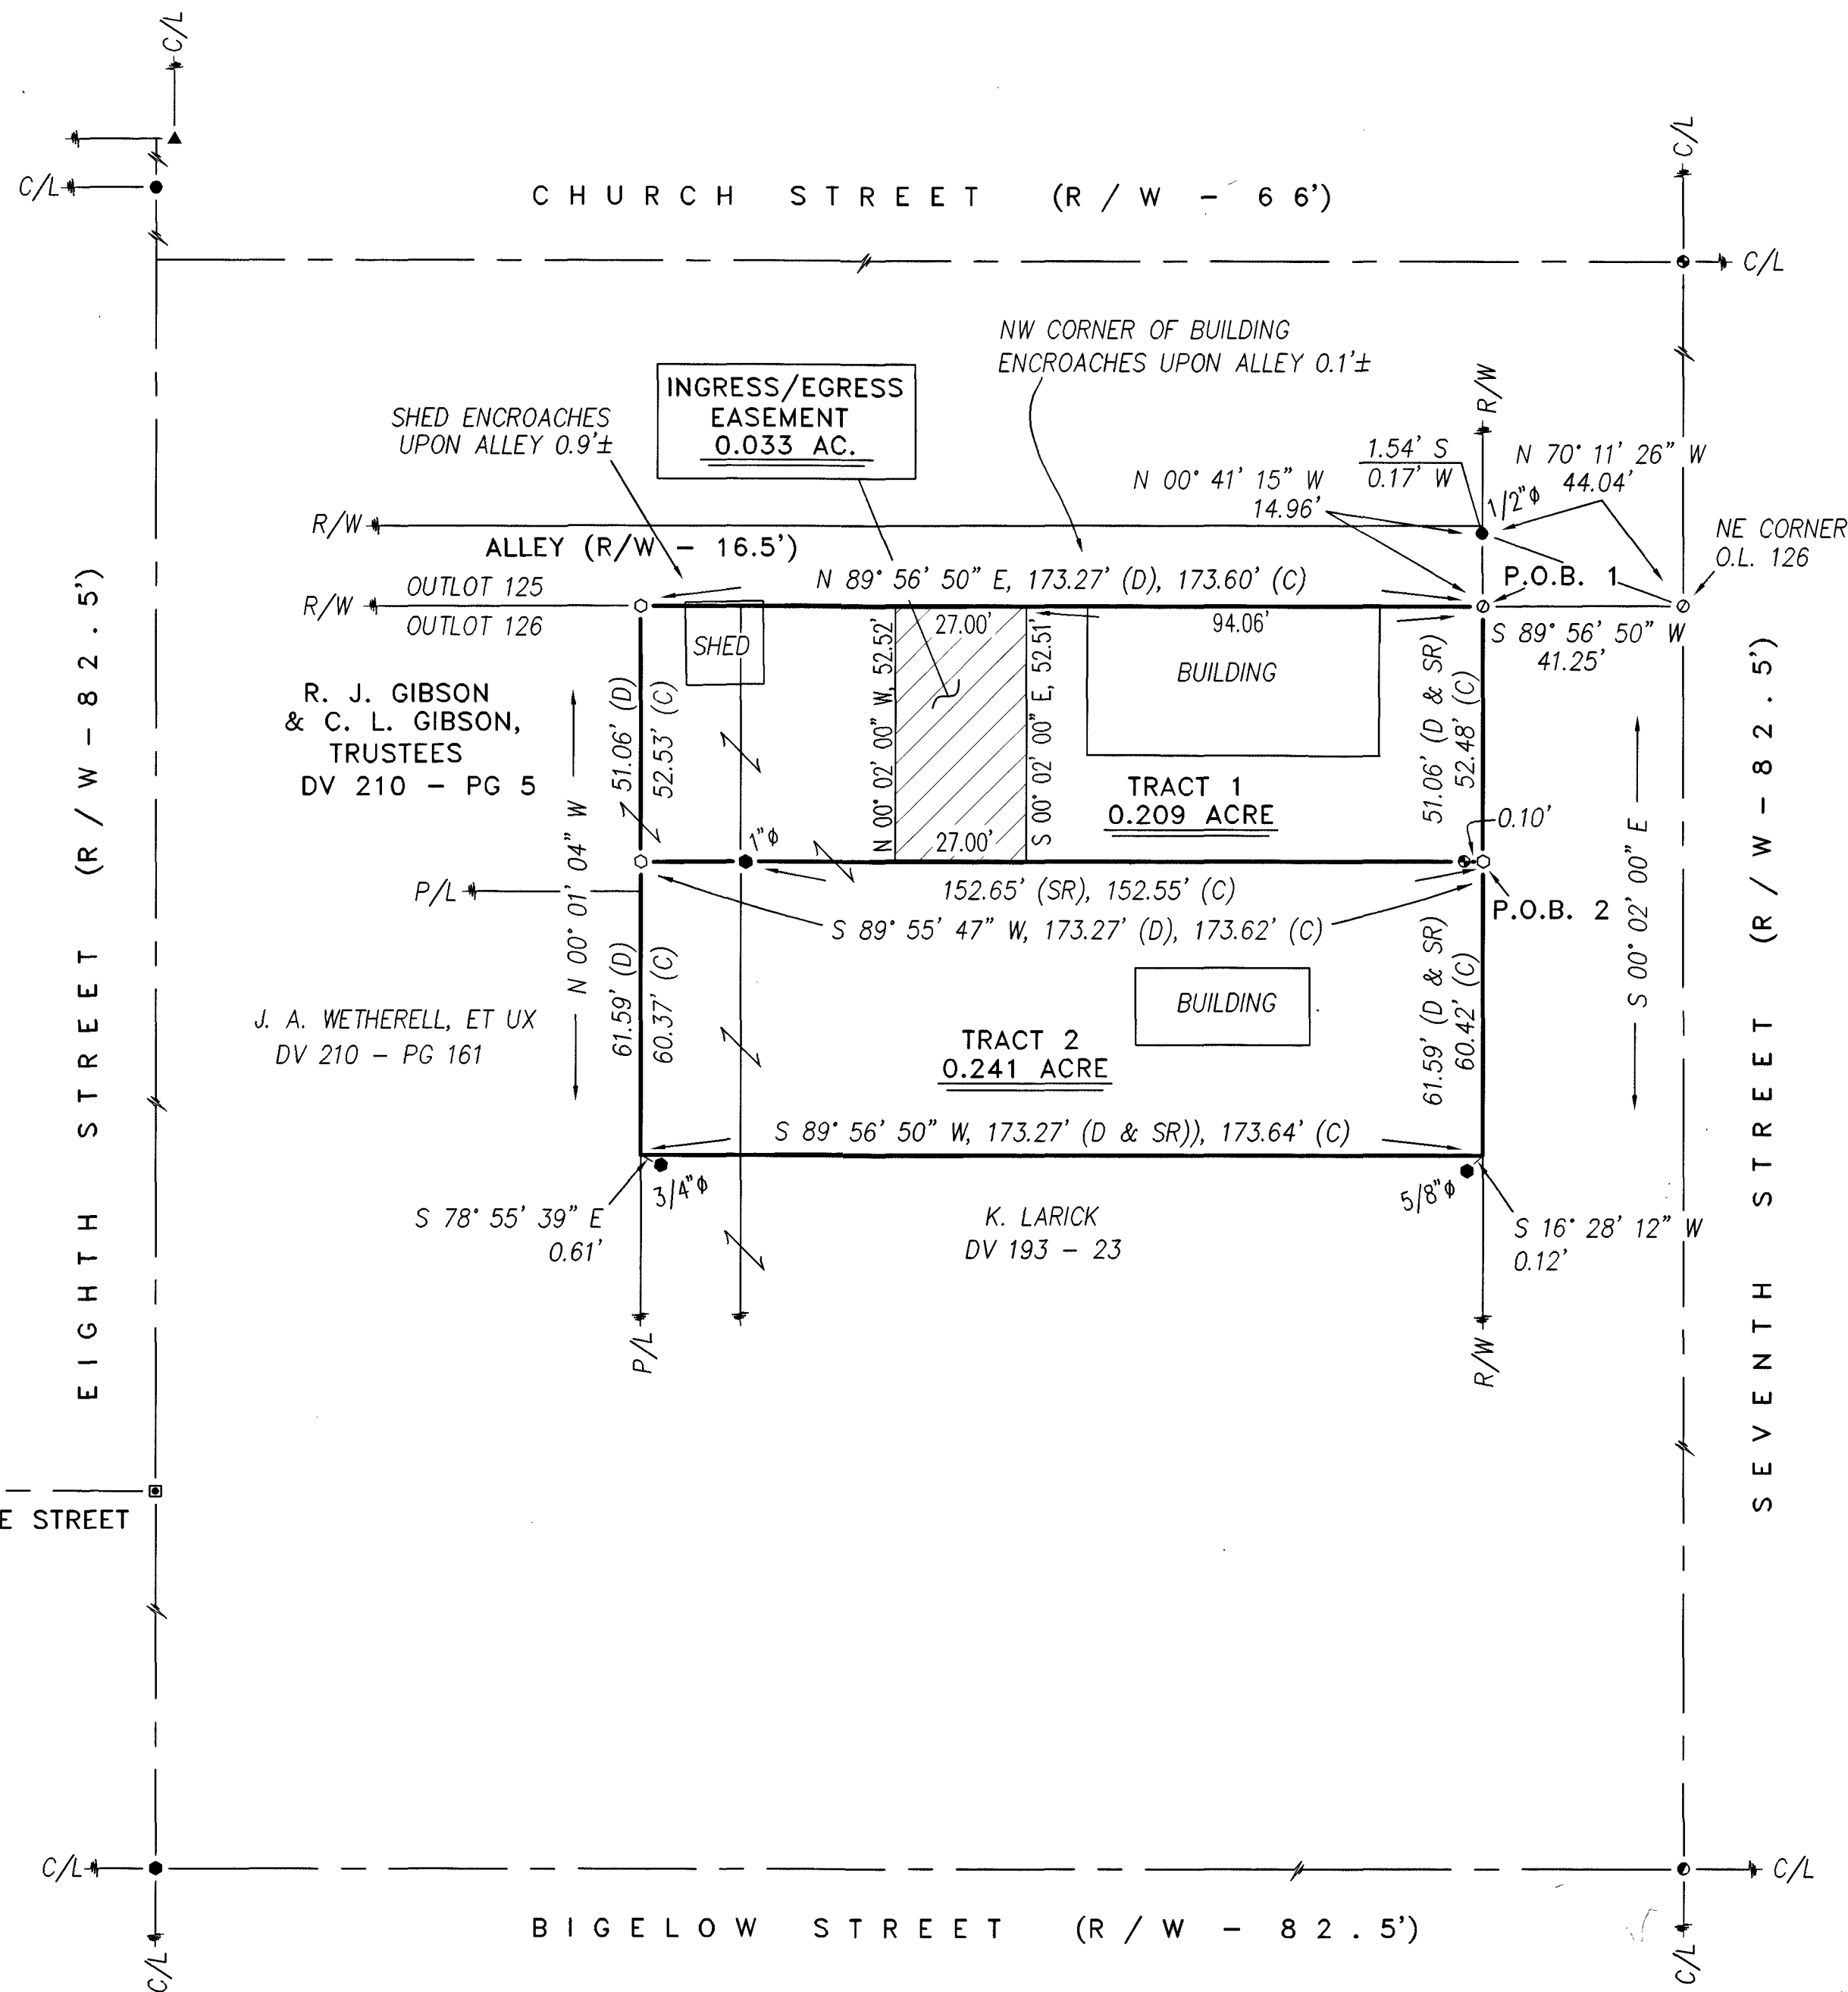 C/L
C/L
C/L
CHURCH STREET (R/W - 66')
C/L
NW CORNER OF BUILDING
ENCROACHES UPON ALLEY 0.1'±
INGRESS/EGRESS
EASEMENT
0.033 AC.
SHED ENCROACHES
UPON ALLEY 0.9'±
R/W
1.54' S
0.17' W
N 70° 11' 26" W
44.04'
N 00° 41' 15" W
14.96'
1/2"ϕ
R/W
ALLEY (R/W - 16.5')
NE CORNER
O.L. 126
N 89° 56' 50" E, 173.27' (D), 173.60' (C)
P.O.B. 1
OUTLOT 125
R/W
OUTLOT 126
SHED
27.00'
94.06'
BUILDING
S 89° 56' 50" W
41.25'
N 00° 02' 00" W, 52.52'
S 00° 02' 00" E, 52.51'
51.06' (D)
52.53' (C)
51.06' (D & SR)
52.48' (C)
R. J. GIBSON
& C. L. GIBSON,
TRUSTEES
DV 210 - PG 5
TRACT 1
0.209 ACRE
0.10'
27.00'
1"ϕ
P/L
152.65' (SR), 152.55' (C)
P.O.B. 2
S 89° 55' 47" W, 173.27' (D), 173.62' (C)
N 00° 01' 04" W
S 00° 02' 00" E
61.59' (D)
60.37' (C)
61.59' (D & SR)
60.42' (C)
BUILDING
J. A. WETHERELL, ET UX
DV 210 - PG 161
TRACT 2
0.241 ACRE
S 89° 56' 50" W, 173.27' (D & SR)), 173.64' (C)
3/4"ϕ
5/8"ϕ
S 78° 55' 39" E
0.61'
K. LARICK
DV 193 - 23
S 16° 28' 12" W
0.12'
P/L
R/W
EIGHTH STREET (R/W-82.5')
SEVENTH STREET (R/W-82.5')
E STREET
C/L
C/L
BIGELOW STREET (R/W - 82.5')
C/L
C/L